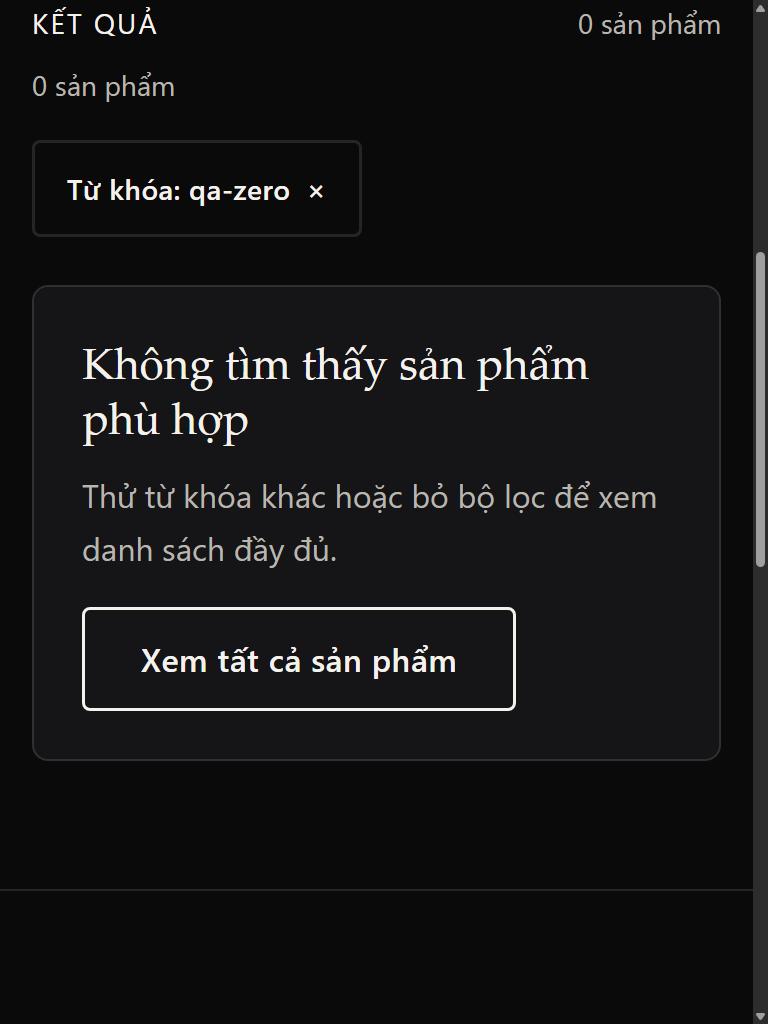 KẾT QUẢ
0 sản phẩm
0 sản phẩm
Từ khóa: qa-zero ×
Không tìm thấy sản phẩm
phù hợp
Thử từ khóa khác hoặc bỏ bộ lọc để xem
danh sách đầy đủ.
Xem tất cả sản phẩm